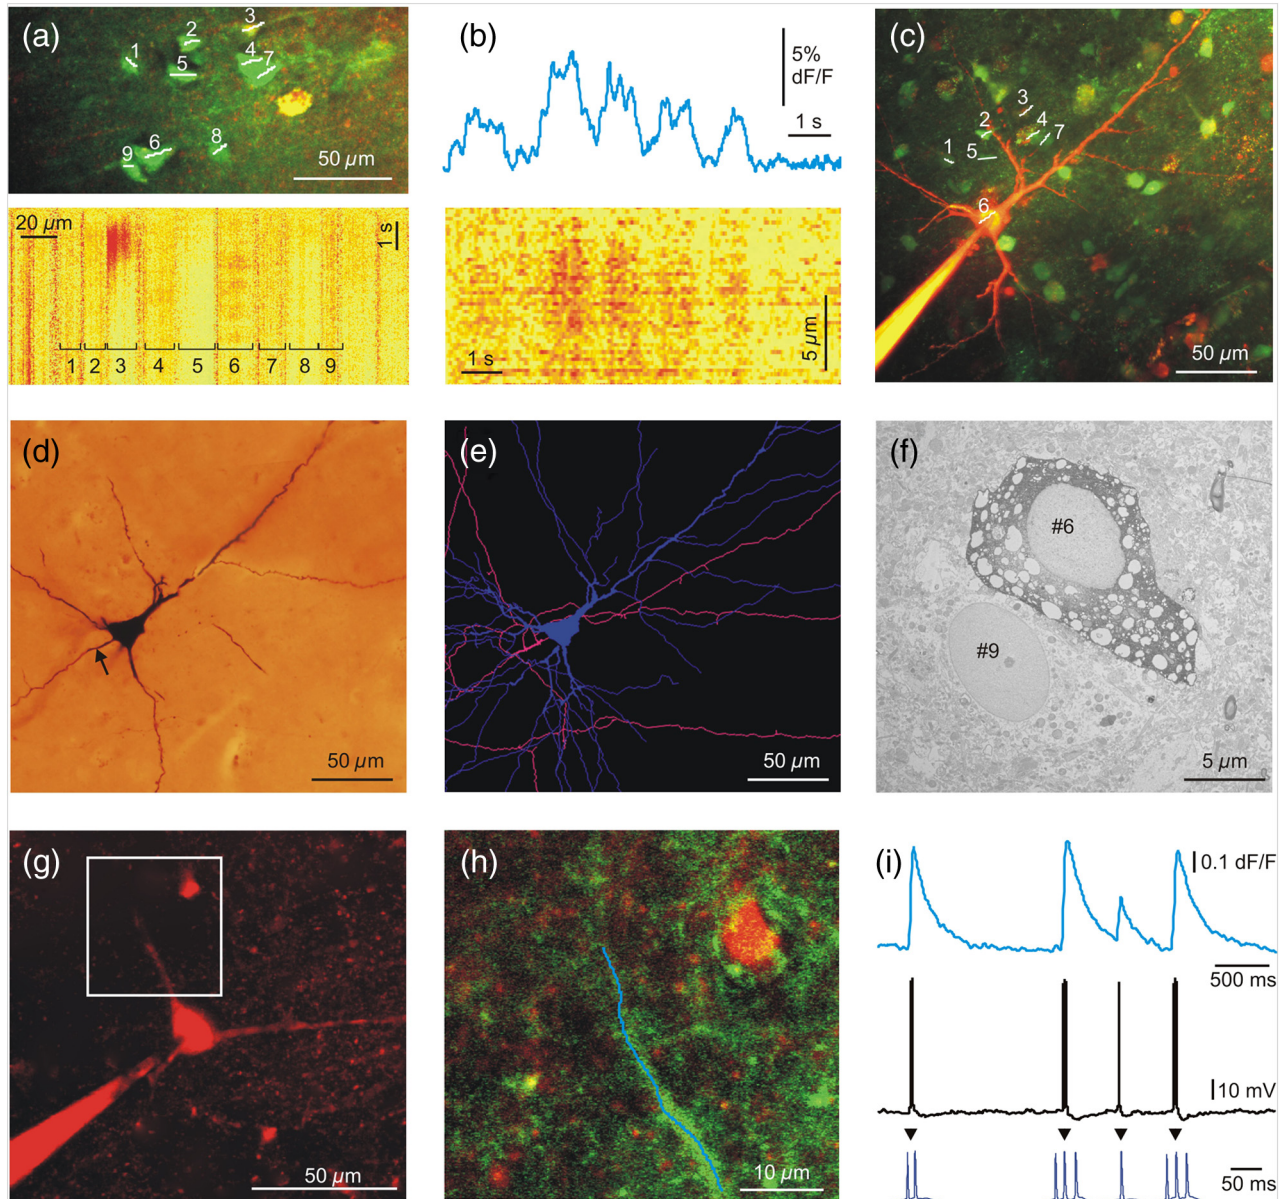 (a)
1
2
3
4
7
5
6
8
9
50 µm
20 µm
1 s
1 2 3 4 5 6 7 8 9
(b)
5%
dF/F
1 s
1 s
5 µm
(c)
1
2
3
4
7
5
6
50 µm
(d)
50 µm
(e)
50 µm
(f)
#6
#9
5 µm
(g)
50 µm
(h)
10 µm
(i)
0.1 dF/F
500 ms
10 mV
50 ms